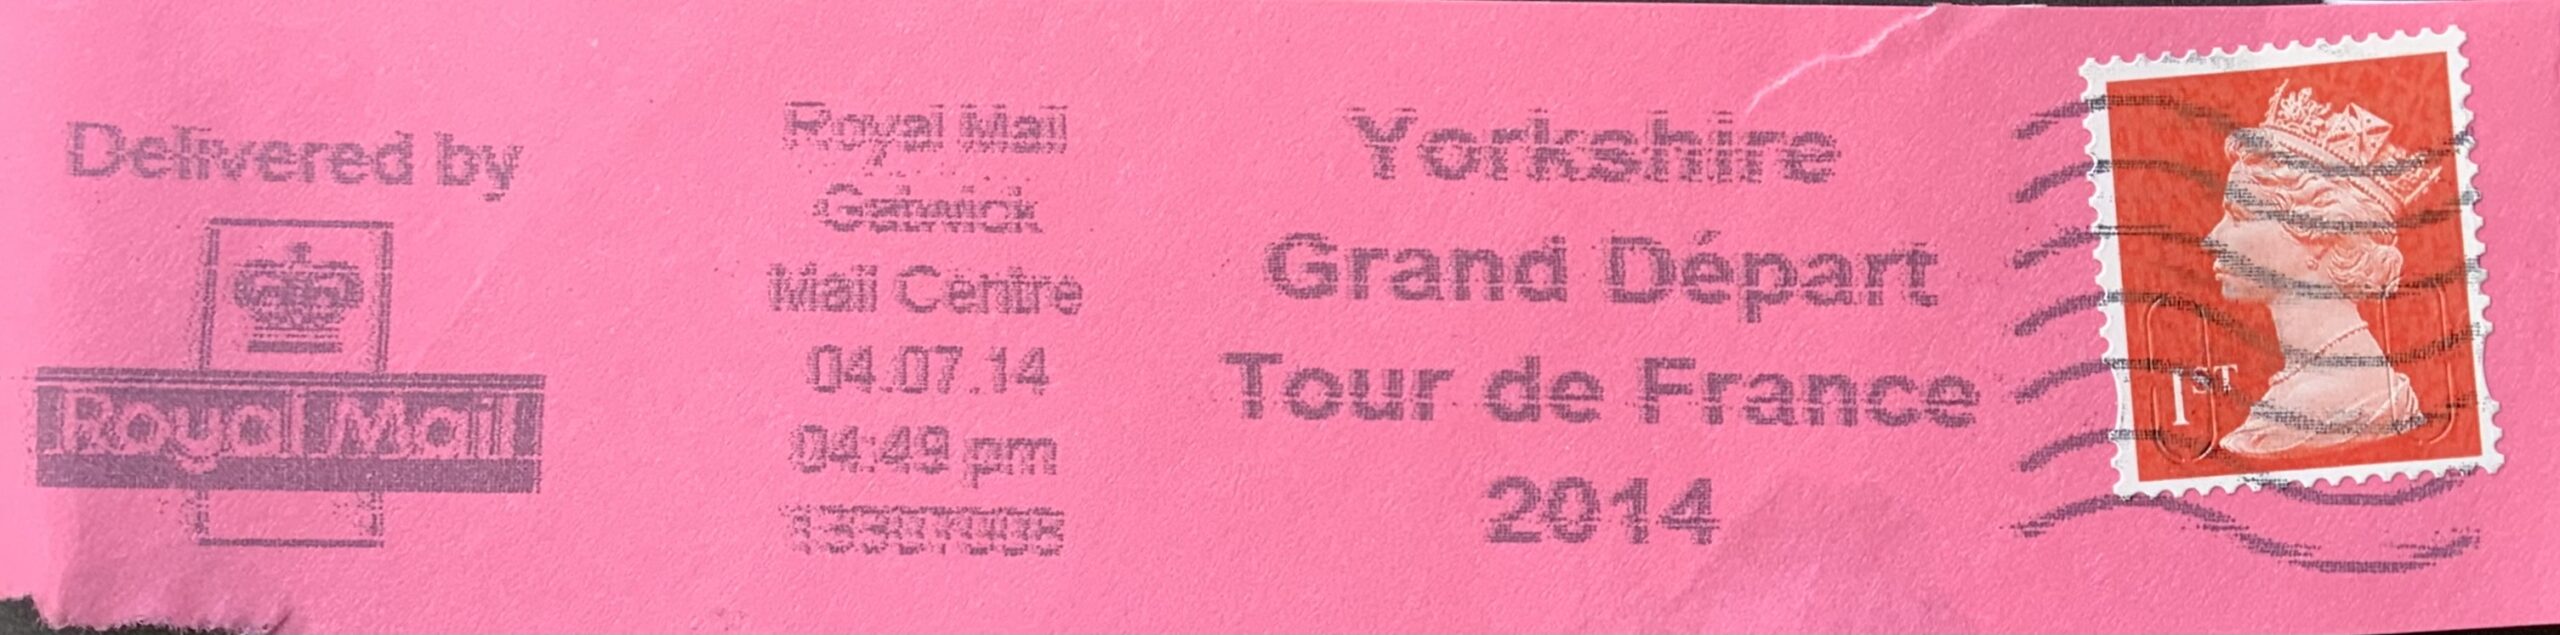 Delivered by
Royal Mail
Royal Mail
Gatwick
Mail Centre
04.07.14
04:49 pm
Yorkshire
Grand Départ
Tour de France
2014
1ST